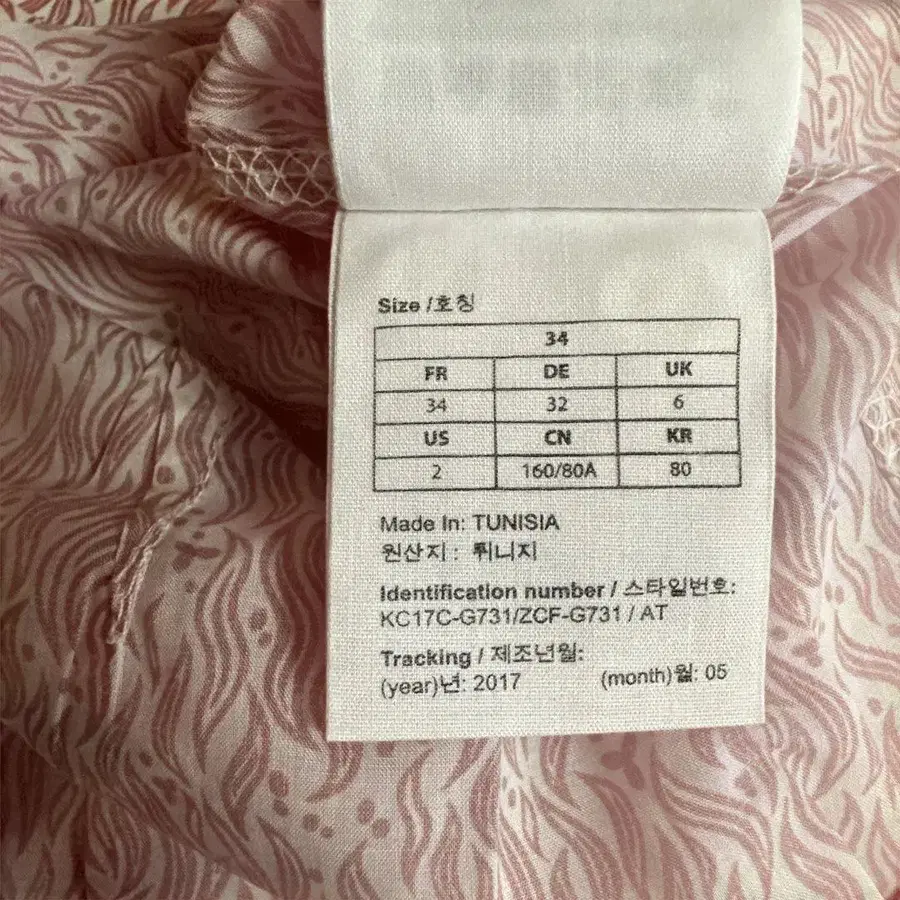 Size /호칭
34
FR DE UK
34 32 6
US CN KR
2 160/80A 80
Made In: TUNISIA
원산지 : 튀니지
Identification number / 스타일번호:
KC17C-G731/ZCF-G731 / AT
Tracking / 제조년월:
(year)년: 2017 (month)월: 05